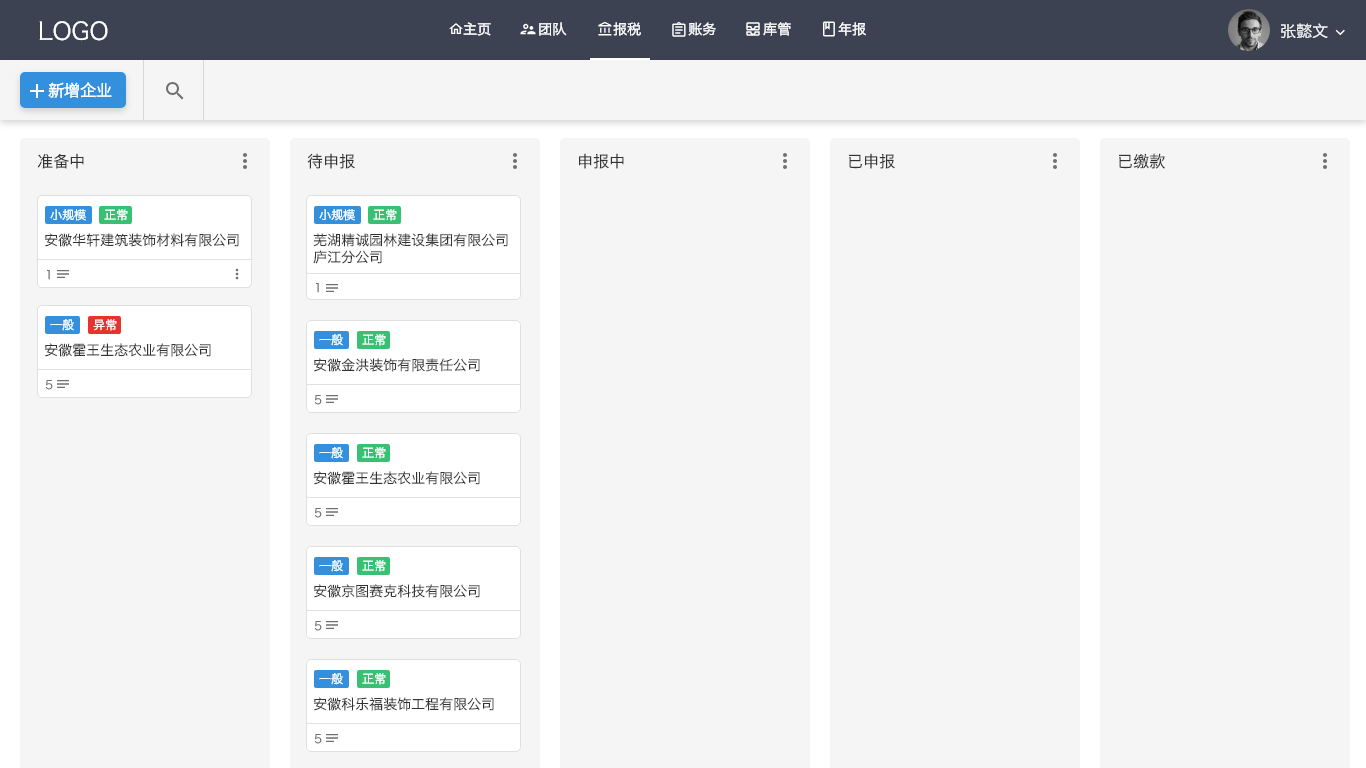 LOGO
主页
团队
报税
账务
库管
年报
张懿文
新增企业
准备中
小规模 正常
安徽华轩建筑装饰材料有限公司
1
一般 异常
安徽霍王生态农业有限公司
5
待申报
小规模 正常
芜湖精诚园林建设集团有限公司
庐江分公司
1
一般 正常
安徽金洪装饰有限责任公司
5
一般 正常
安徽霍王生态农业有限公司
5
一般 正常
安徽京图赛克科技有限公司
5
一般 正常
安徽科乐福装饰工程有限公司
5
申报中
已申报
已缴款